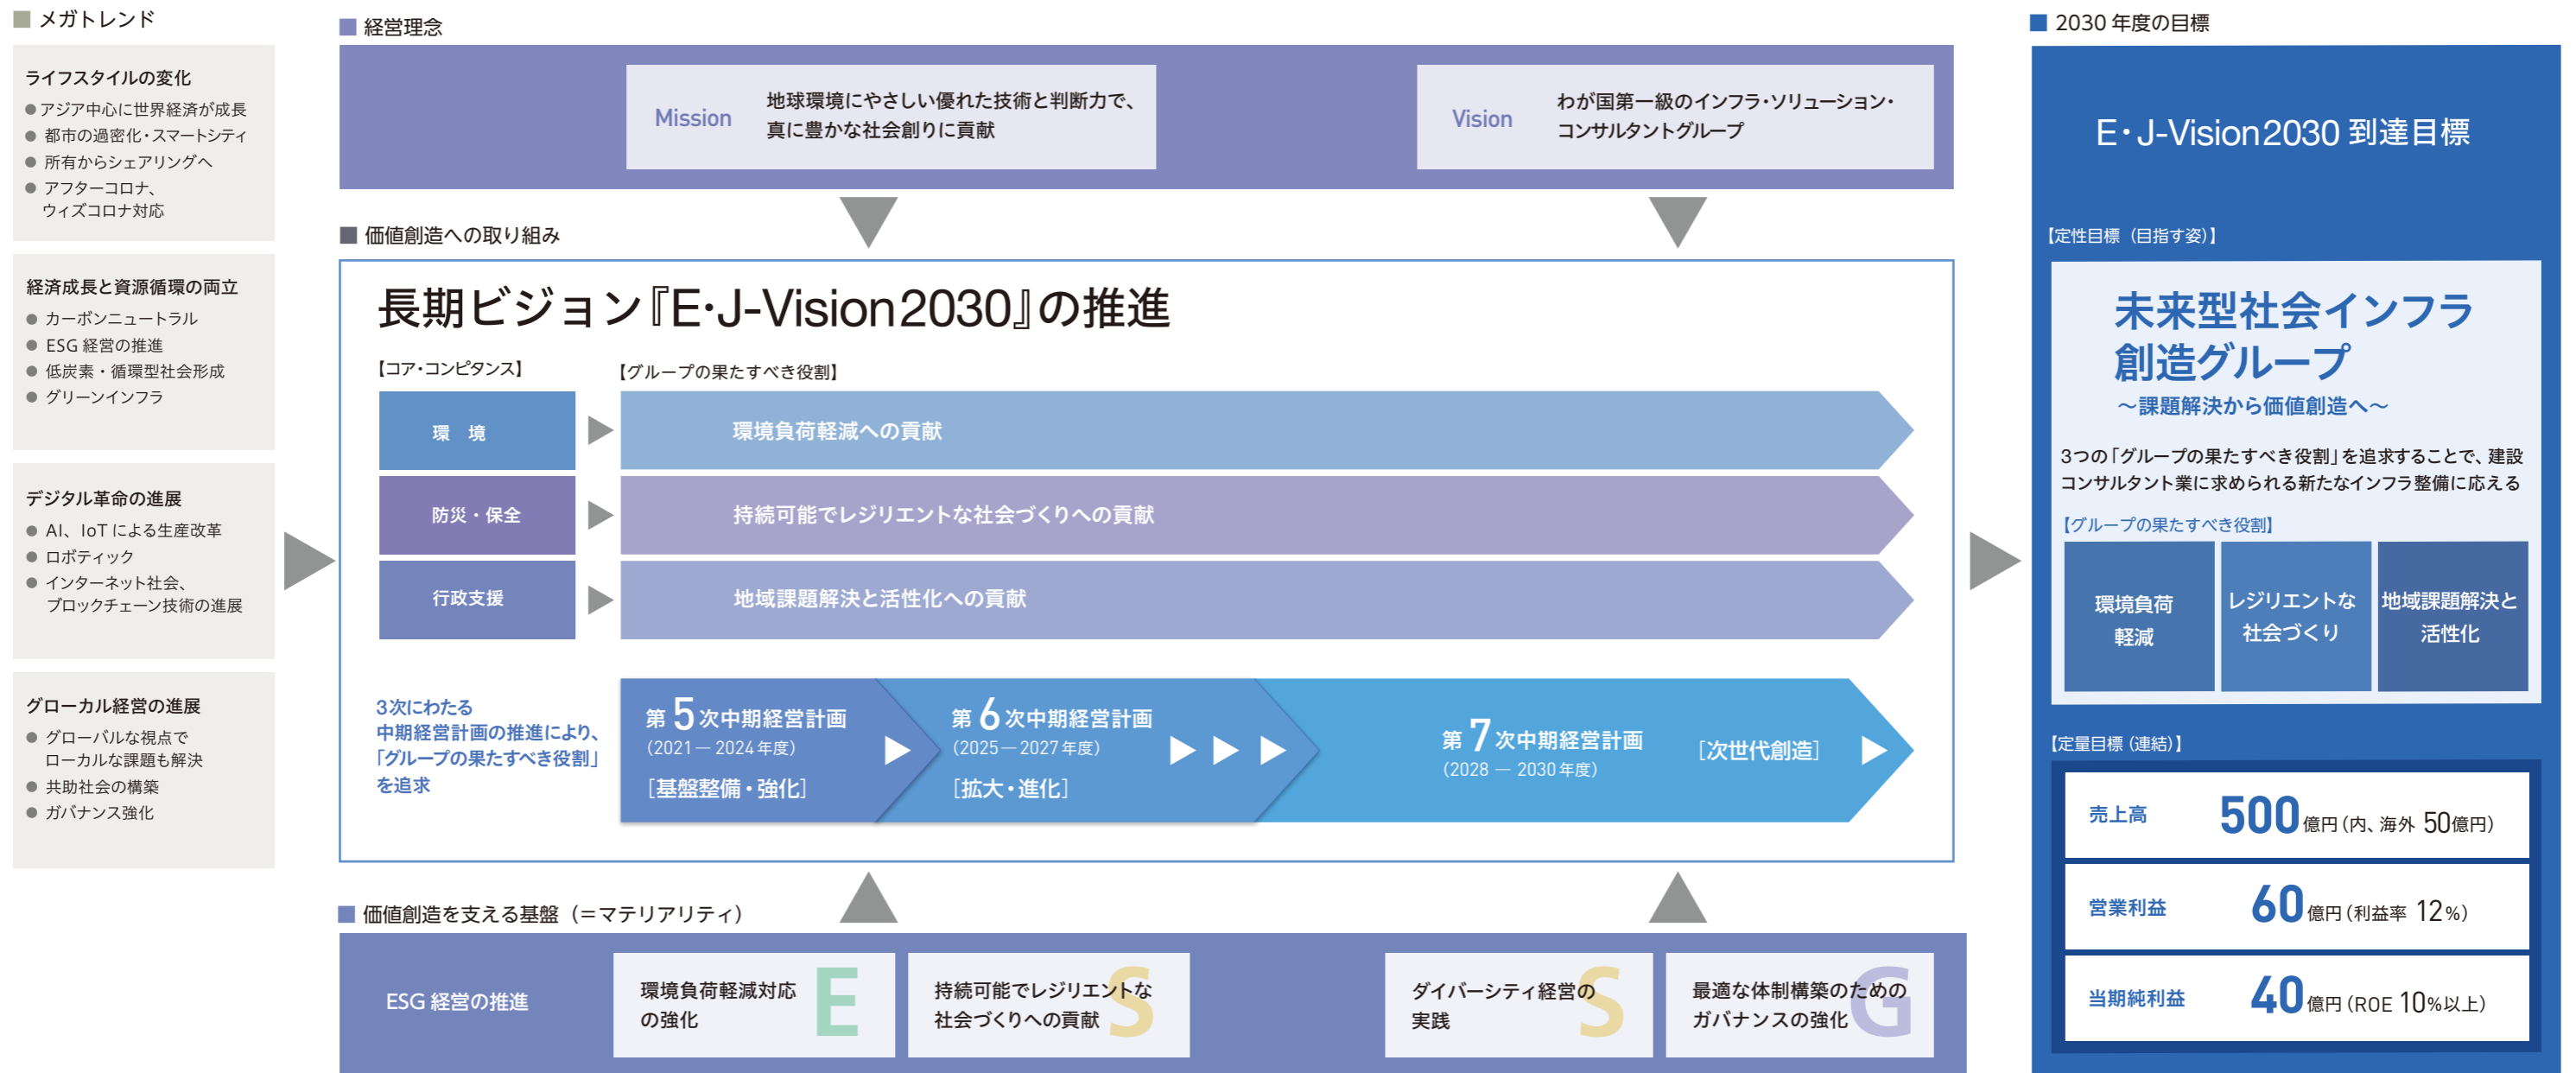 メガトレンド
ライフスタイルの変化
● アジア中心に世界経済が成長
● 都市の過密化・スマートシティ
● 所有からシェアリングへ
● アフターコロナ、
ウィズコロナ対応
経済成長と資源循環の両立
● カーボンニュートラル
● ESG 経営の推進
● 低炭素・循環型社会形成
● グリーンインフラ
デジタル革命の進展
● AI、IoT による生産改革
● ロボティック
● インターネット社会、
ブロックチェーン技術の進展
グローカル経営の進展
● グローバルな視点で
ローカルな課題も解決
● 共助社会の構築
● ガバナンス強化
経営理念
Mission
地球環境にやさしい優れた技術と判断力で、
真に豊かな社会創りに貢献
Vision
わが国第一級のインフラ・ソリューション・
コンサルタントグループ
価値創造への取り組み
長期ビジョン『E・J-Vision2030』の推進
【コア・コンピタンス】
【グループの果たすべき役割】
環　境
環境負荷軽減への貢献
防災・保全
持続可能でレジリエントな社会づくりへの貢献
行政支援
地域課題解決と活性化への貢献
3次にわたる
中期経営計画の推進により、
「グループの果たすべき役割」
を追求
第5次中期経営計画
（2021 ― 2024 年度）
［基盤整備・強化］
第6次中期経営計画
（2025 ― 2027 年度）
［拡大・進化］
第7次中期経営計画
（2028 ― 2030 年度）
［次世代創造］
価値創造を支える基盤（＝マテリアリティ）
ESG 経営の推進
環境負荷軽減対応
の強化
E
持続可能でレジリエントな
社会づくりへの貢献
S
ダイバーシティ経営の
実践
S
最適な体制構築のための
ガバナンスの強化
G
2030 年度の目標
E・J-Vision2030 到達目標
【定性目標（目指す姿）】
未来型社会インフラ
創造グループ
～課題解決から価値創造へ～
3つの「グループの果たすべき役割」を追求することで、建設
コンサルタント業に求められる新たなインフラ整備に応える
【グループの果たすべき役割】
環境負荷
軽減
レジリエントな
社会づくり
地域課題解決と
活性化
【定量目標（連結）】
売上高 500億円（内、海外 50億円）
営業利益 60億円（利益率 12%）
当期純利益 40億円（ROE 10%以上）